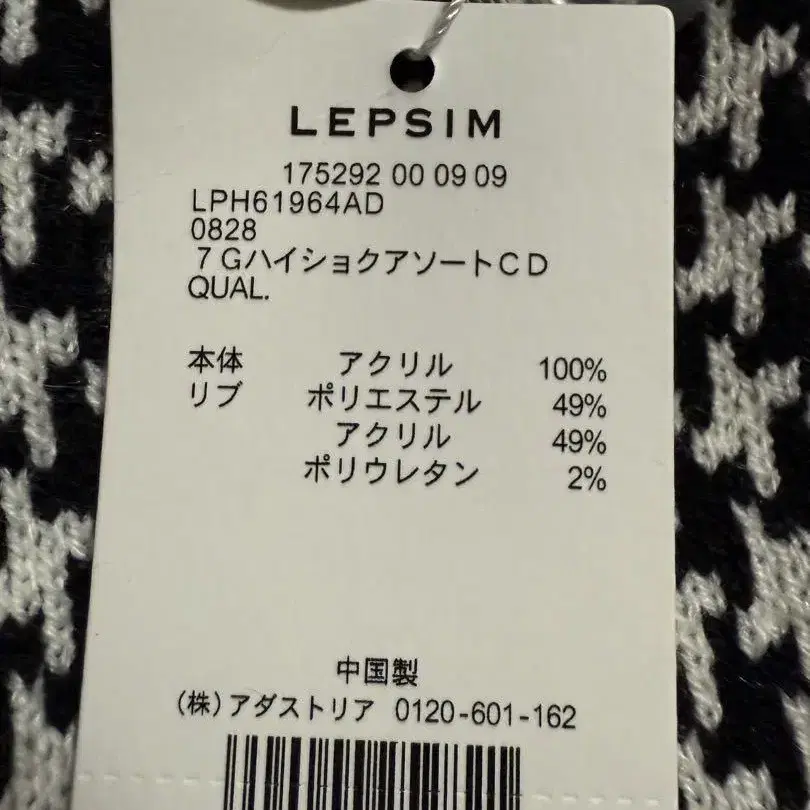 LEPSIM
175292 00 09 09
LPH61964AD
0828
７GハイショクアソートCD
QUAL.
本体 アクリル 100%
リブ ポリエステル 49%
アクリル 49%
ポリウレタン 2%
中国製
(株)アダストリア 0120-601-162